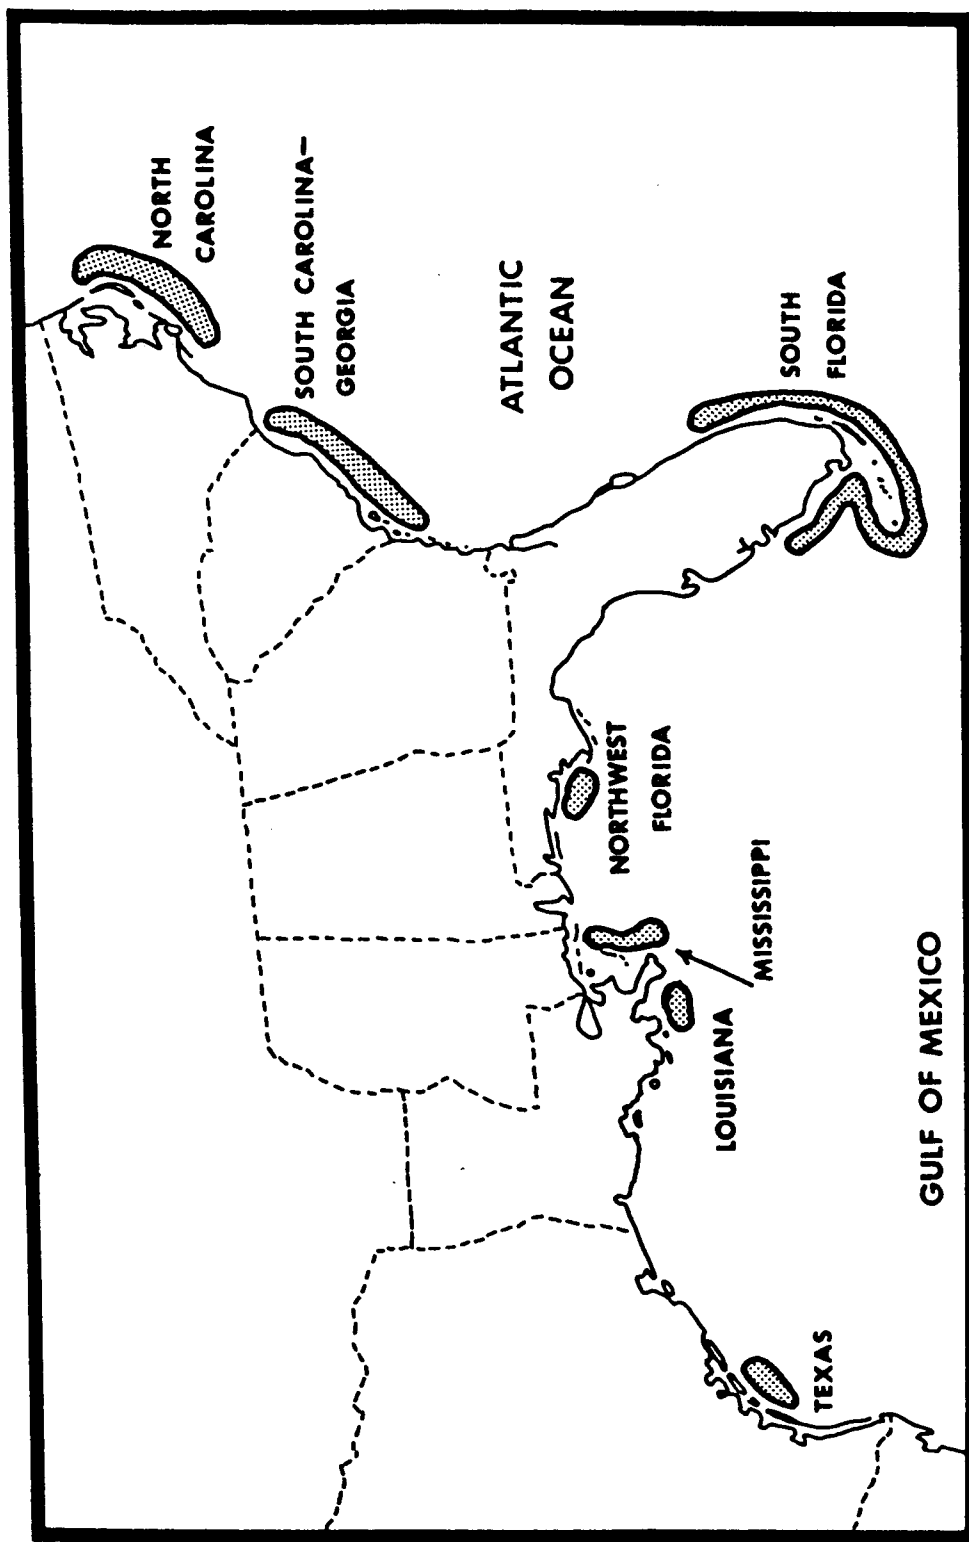 NORTH
CAROLINA
SOUTH CAROLINA—
GEORGIA
ATLANTIC
OCEAN
SOUTH
FLORIDA
NORTHWEST
FLORIDA
MISSISSIPPI
LOUISIANA
TEXAS
GULF OF MEXICO